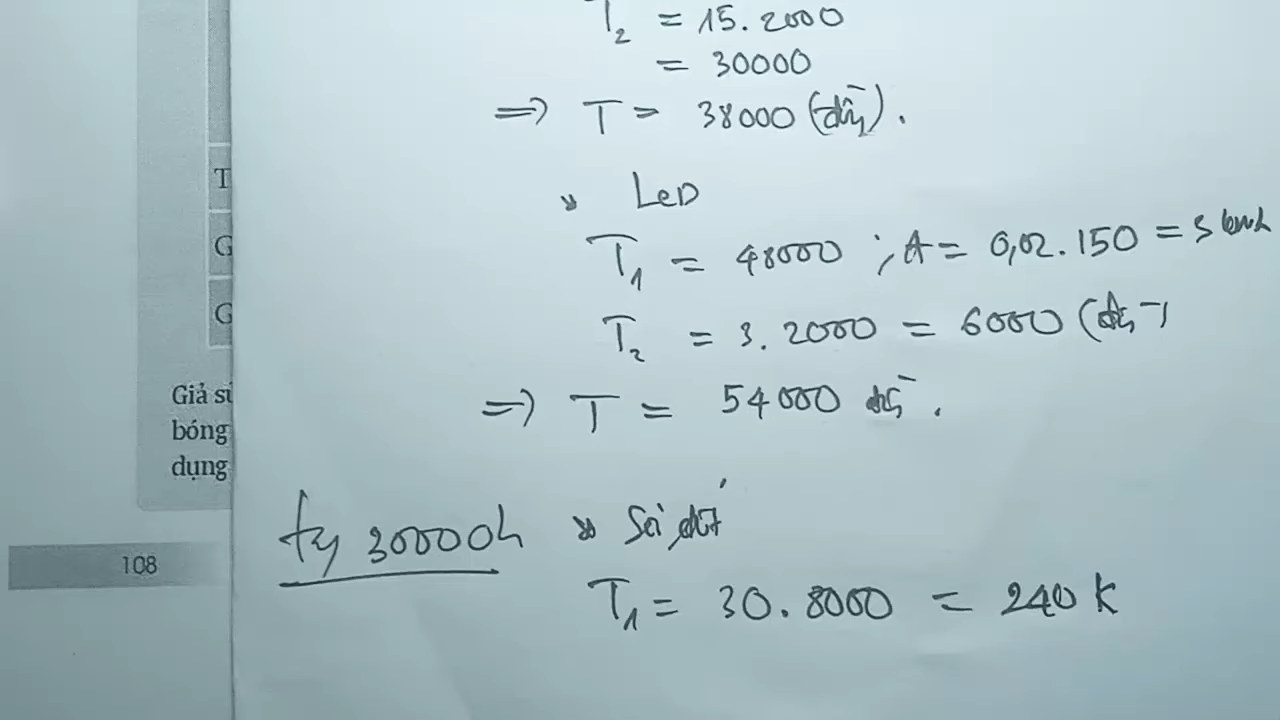 T2 = 15.2000
= 30000
=> T = 38000 (đồng).
* LED
T1 = 48000 ; A = 0,02.150 = 3 kWh
T2 = 3.2000 = 6000 (đồng)
=> T = 54000 đồng.
30000h * Sợi đốt
T1 = 30.8000 = 240 k
T
G
G
Giả sử
bóng
dụng
108